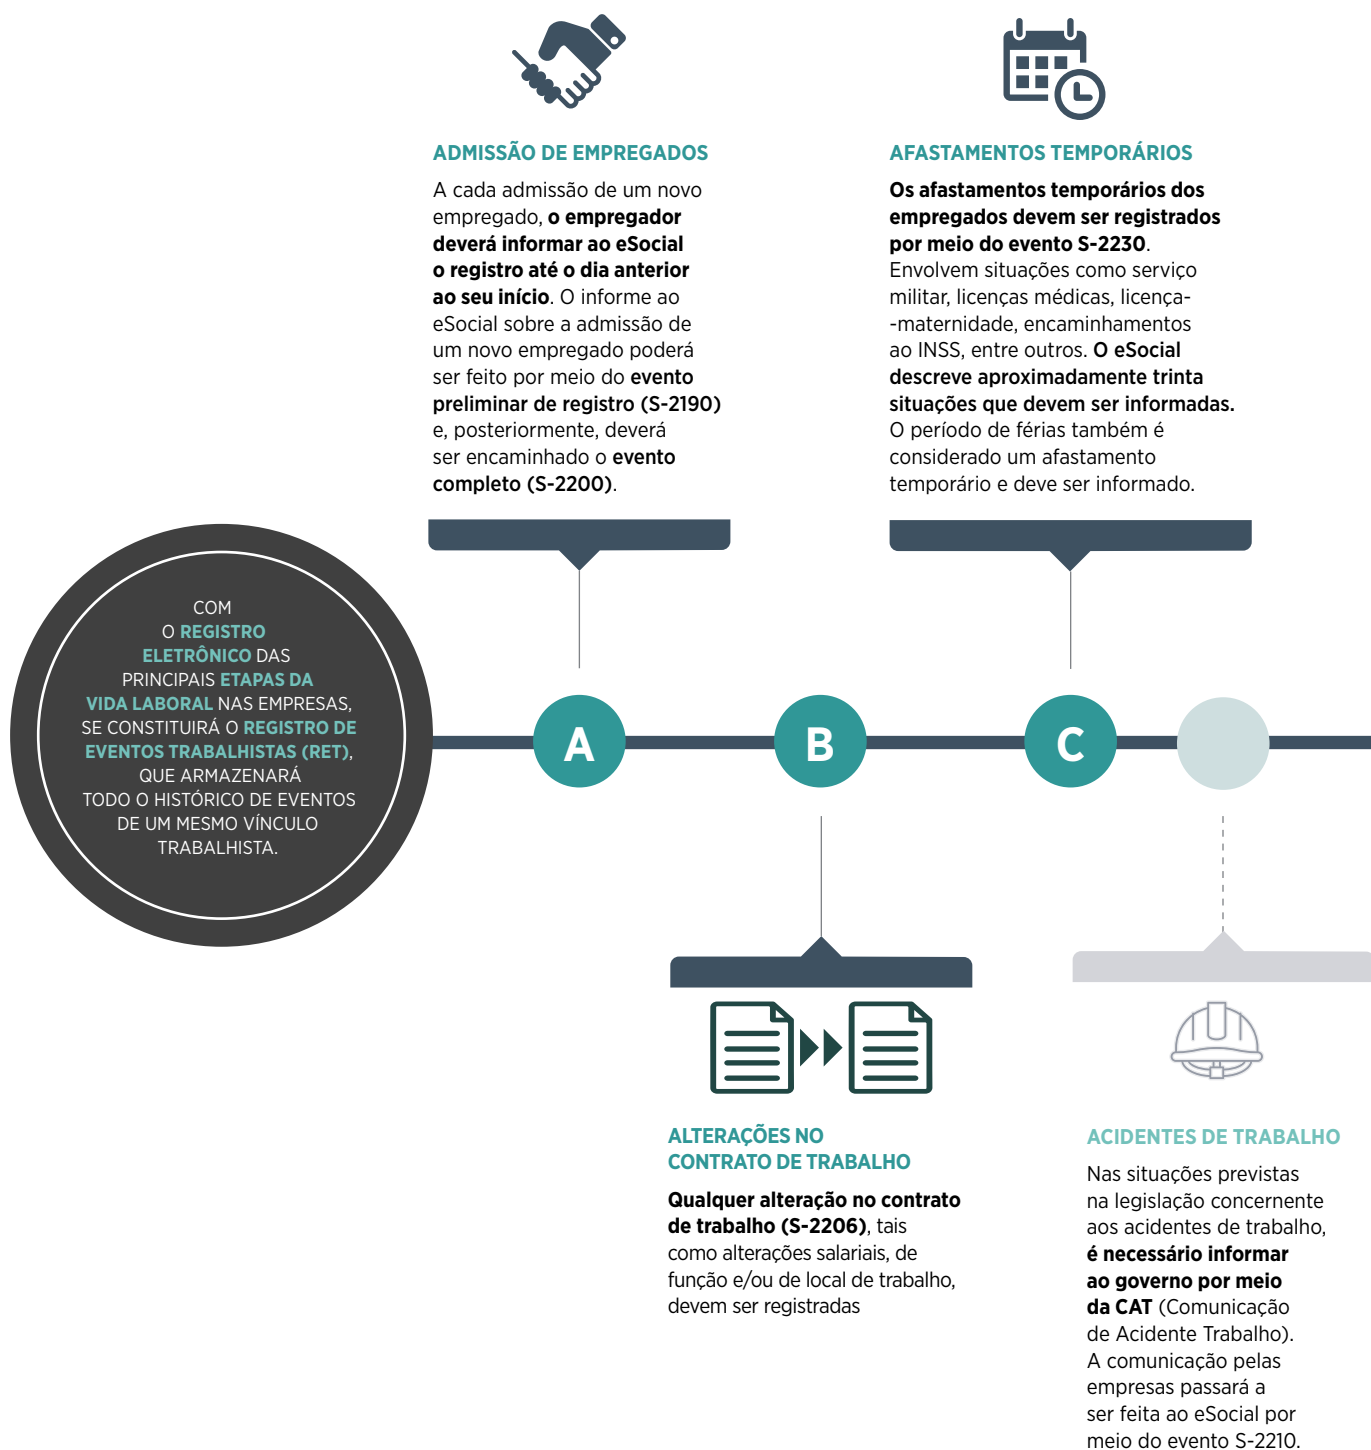 ADMISSÃO DE EMPREGADOS
A cada admissão de um novo
empregado, o empregador
deverá informar ao eSocial
o registro até o dia anterior
ao seu início. O informe ao
eSocial sobre a admissão de
um novo empregado poderá
ser feito por meio do evento
preliminar de registro (S-2190)
e, posteriormente, deverá
ser encaminhado o evento
completo (S-2200).
AFASTAMENTOS TEMPORÁRIOS
Os afastamentos temporários dos
empregados devem ser registrados
por meio do evento S-2230.
Envolvem situações como serviço
militar, licenças médicas, licença-
-maternidade, encaminhamentos
ao INSS, entre outros. O eSocial
descreve aproximadamente trinta
situações que devem ser informadas.
O período de férias também é
considerado um afastamento
temporário e deve ser informado.
COM
O REGISTRO
ELETRÔNICO DAS
PRINCIPAIS ETAPAS DA
VIDA LABORAL NAS EMPRESAS,
SE CONSTITUIRÁ O REGISTRO DE
EVENTOS TRABALHISTAS (RET),
QUE ARMAZENARÁ
TODO O HISTÓRICO DE EVENTOS
DE UM MESMO VÍNCULO
TRABALHISTA.
A
B
C
ALTERAÇÕES NO
CONTRATO DE TRABALHO
Qualquer alteração no contrato
de trabalho (S-2206), tais
como alterações salariais, de
função e/ou de local de trabalho,
devem ser registradas
ACIDENTES DE TRABALHO
Nas situações previstas
na legislação concernente
aos acidentes de trabalho,
é necessário informar
ao governo por meio
da CAT (Comunicação
de Acidente Trabalho).
A comunicação pelas
empresas passará a
ser feita ao eSocial por
meio do evento S-2210.